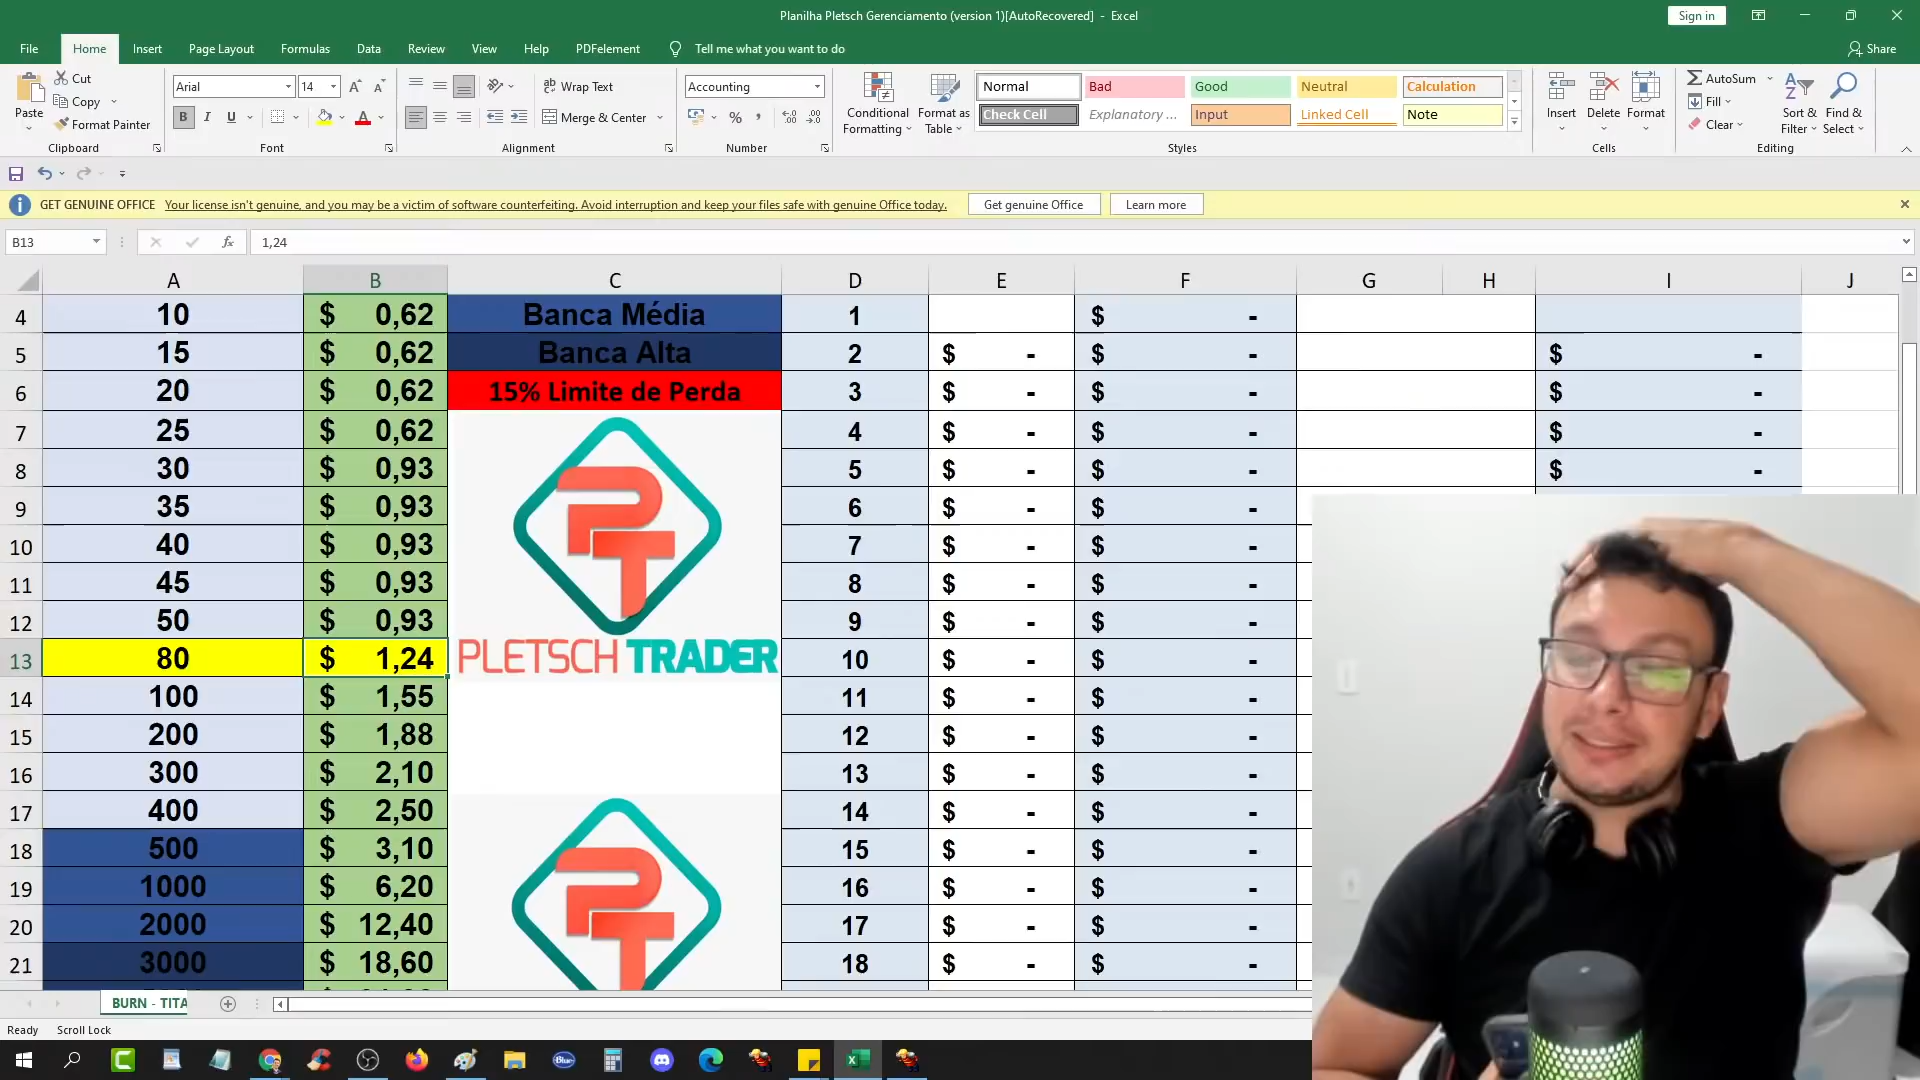 Planilha Pletsch Gerenciamento (version 1)[AutoRecovered] - Excel
Sign in
File Home Insert Page Layout Formulas Data Review View Help PDFelement Tell me what you want to do Share
Paste
Cut
Copy
Format Painter
Clipboard
Arial 14
B I U
Font
Wrap Text
Merge & Center
Alignment
Accounting
%
Number
Conditional Formatting
Format as Table
Normal Bad Good Neutral Calculation
Check Cell Explanatory ... Input Linked Cell Note
Styles
Insert Delete Format
Cells
AutoSum
Fill
Clear
Sort & Filter
Find & Select
Editing
GET GENUINE OFFICE Your license isn't genuine, and you may be a victim of software counterfeiting. Avoid interruption and keep your files safe with genuine Office today. Get genuine Office Learn more
B13 fx 1,24
A B C D E F G H I J
4 10 $ 0,62 Banca Média 1 $ -
5 15 $ 0,62 Banca Alta 2 $ - $ - $ -
6 20 $ 0,62 15% Limite de Perda 3 $ - $ - $ -
7 25 $ 0,62 4 $ - $ - $ -
8 30 $ 0,93 5 $ - $ - $ -
9 35 $ 0,93 6 $ - $ -
10 40 $ 0,93 7 $ - $ -
11 45 $ 0,93 8 $ - $ -
12 50 $ 0,93 9 $ - $ -
13 80 $ 1,24 PLETSCH TRADER 10 $ - $ -
14 100 $ 1,55 11 $ - $ -
15 200 $ 1,88 12 $ - $ -
16 300 $ 2,10 13 $ - $ -
17 400 $ 2,50 14 $ - $ -
18 500 $ 3,10 15 $ - $ -
19 1000 $ 6,20 16 $ - $ -
20 2000 $ 12,40 17 $ - $ -
21 3000 $ 18,60 18 $ - $ -
BURN - TITA
Ready Scroll Lock